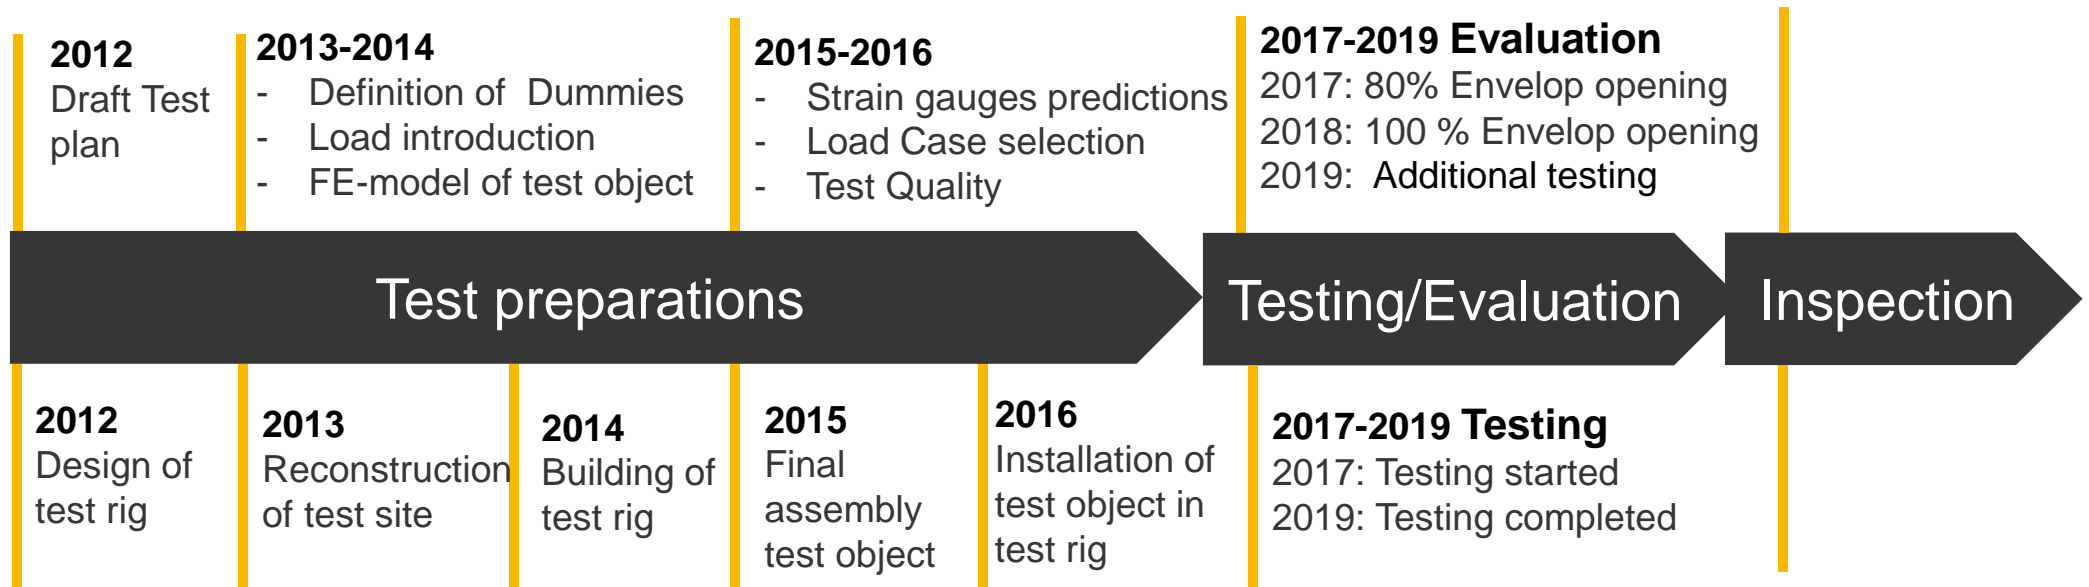 2012
Draft Test
plan
2013-2014
- Definition of Dummies
- Load introduction
- FE-model of test object
2015-2016
- Strain gauges predictions
- Load Case selection
- Test Quality
2017-2019 Evaluation
2017: 80% Envelop opening
2018: 100 % Envelop opening
2019: Additional testing
Test preparations
Testing/Evaluation
Inspection
2012
Design of
test rig
2013
Reconstruction
of test site
2014
Building of
test rig
2015
Final
assembly
test object
2016
Installation of
test object in
test rig
2017-2019 Testing
2017: Testing started
2019: Testing completed